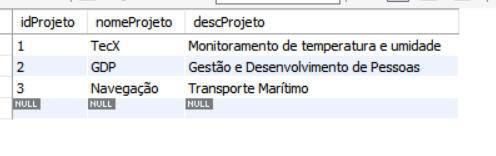 idProjeto nomeProjeto descProjeto
1 TecX Monitoramento de temperatura e umidade
2 GDP Gestão e Desenvolvimento de Pessoas
3 Navegação Transporte Marítimo
NULL NULL NULL